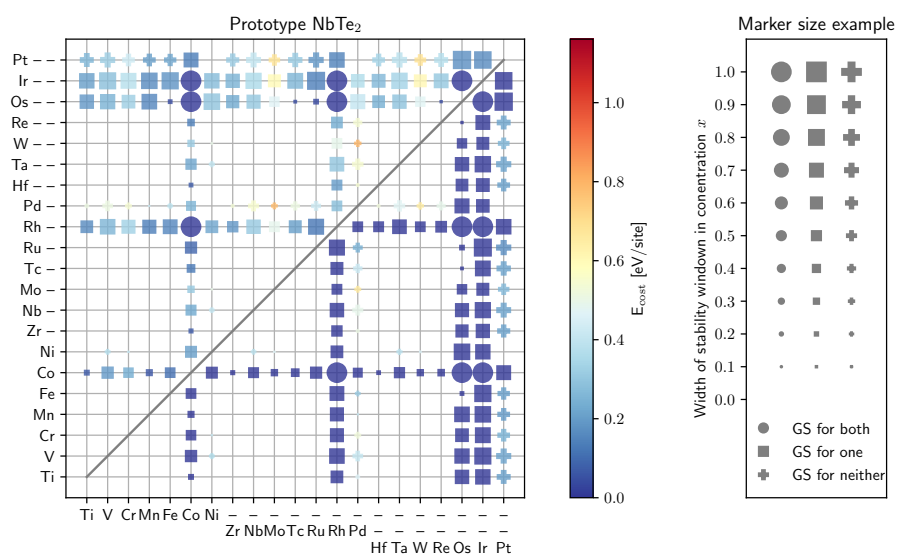 Prototype NbTe₂
Marker size example
Pt – –
Ir – –
Os – –
Re – –
W – –
Ta – –
Hf – –
Pd –
Rh –
Ru –
Tc –
Mo –
Nb –
Zr –
Ni
Co
Fe
Mn
Cr
V
Ti
Ti V Cr Mn Fe Co Ni – – – – – – – – – – – – – –
Zr Nb Mo Tc Ru Rh Pd – – – – – – –
Hf Ta W Re Os Ir Pt
1.0
0.8
0.6
0.4
0.2
0.0
E_cost [eV/site]
Width of stability windown in conentration x
1.0
0.9
0.8
0.7
0.6
0.5
0.4
0.3
0.2
0.1
0.0
GS for both
GS for one
GS for neither